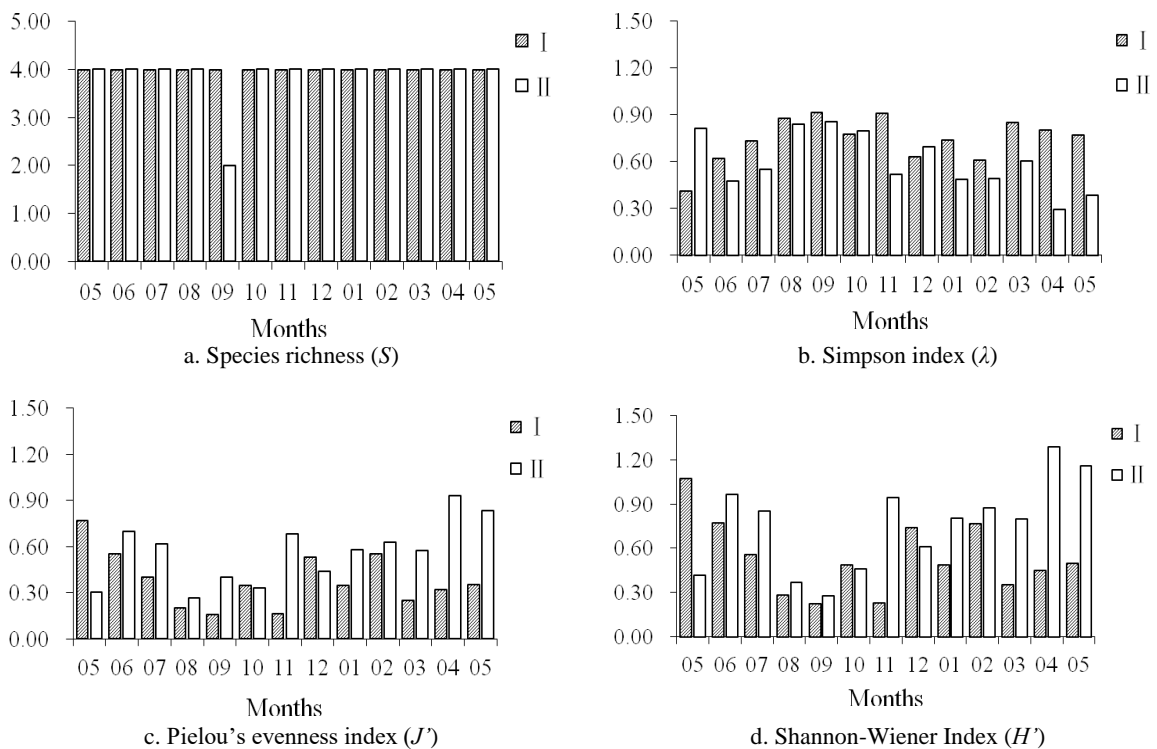 5.00
4.00
3.00
2.00
1.00
0.00
05 06 07 08 09 10 11 12 01 02 03 04 05
Months
I
II
a. Species richness (S)
1.50
1.20
0.90
0.60
0.30
0.00
05 06 07 08 09 10 11 12 01 02 03 04 05
Months
I
II
b. Simpson index (λ)
1.50
1.20
0.90
0.60
0.30
0.00
05 06 07 08 09 10 11 12 01 02 03 04 05
Months
I
II
c. Pielou’s evenness index (J’)
1.50
1.20
0.90
0.60
0.30
0.00
05 06 07 08 09 10 11 12 01 02 03 04 05
Months
I
II
d. Shannon-Wiener Index (H’)